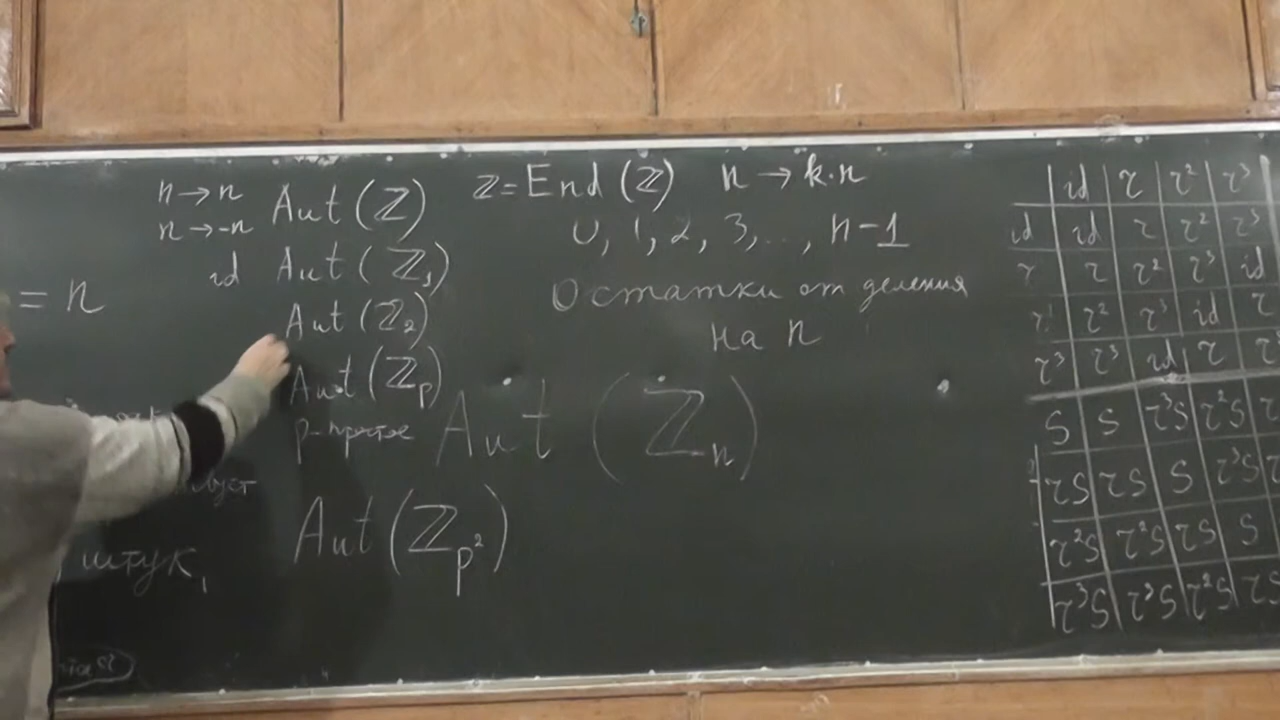 n→n Aut(ℤ) ℤ=End(ℤ) n→k·n
n→-n
0, 1, 2, 3,..., n-1
id Aut(ℤ₁)
Остатки от деления
= n Aut(ℤ₂)
на n
Aut(ℤₚ)
p-простое Aut(ℤₙ)
Aut(ℤ_p²)
штук,
id τ τ² τ³
id id τ τ² τ³
τ τ τ² τ³ id
τ² τ² τ³ id τ
τ³ τ³ id τ
S S τ³S τ²S
τS τS S τ³S
τ²S τ²S τS S
τ³S τ³S τ²S τS